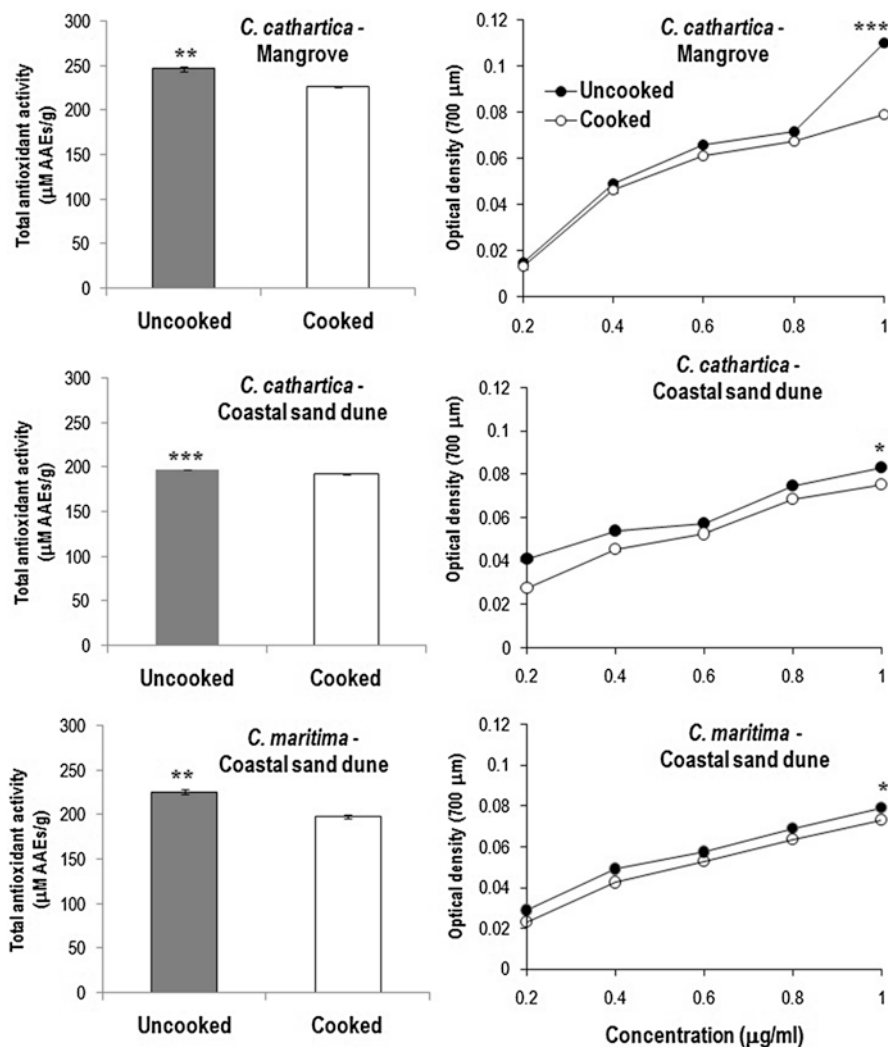 C. cathartica -
Mangrove
Total antioxidant activity
(µM AAEs/g)
300
250
200
150
100
50
0
**
Uncooked
Cooked
C. cathartica -
Mangrove
***
Uncooked
Cooked
Optical density (700 µm)
0.12
0.1
0.08
0.06
0.04
0.02
0
0.2
0.4
0.6
0.8
1
C. cathartica -
Coastal sand dune
Total antioxidant activity
(µM AAEs/g)
300
250
200
150
100
50
0
***
Uncooked
Cooked
C. cathartica -
Coastal sand dune
*
Optical density (700 µm)
0.12
0.1
0.08
0.06
0.04
0.02
0
0.2
0.4
0.6
0.8
1
C. maritima -
Coastal sand dune
Total antioxidant activity
(µM AAEs/g)
300
250
200
150
100
50
0
**
Uncooked
Cooked
C. maritima -
Coastal sand dune
*
Optical density (700 µm)
0.12
0.1
0.08
0.06
0.04
0.02
0
0.2
0.4
0.6
0.8
1
Concentration (µg/ml)